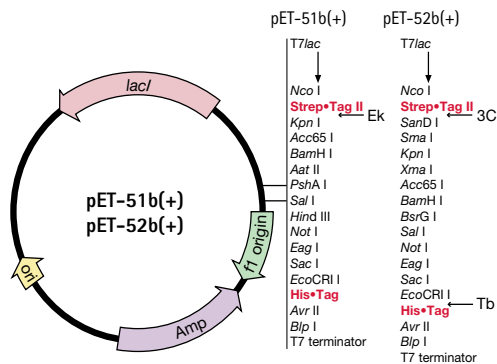 pET-51b(+)
T7lac
Nco I
Strep•Tag II
Kpn I
Ek
Acc65 I
BamH I
Aat II
PshA I
Sal I
Hind III
Not I
Eag I
Sac I
EcoCRI I
His•Tag
Avr II
Blp I
T7 terminator
pET-52b(+)
T7lac
Nco I
Strep•Tag II
3C
SanD I
Sma I
Kpn I
Xma I
Acc65 I
BamH I
BsrG I
Sal I
Not I
Eag I
Sac I
EcoCRI I
Tb
His•Tag
Avr II
Blp I
T7 terminator
lacI
pET-51b(+)
pET-52b(+)
f1 origin
Amp
ori